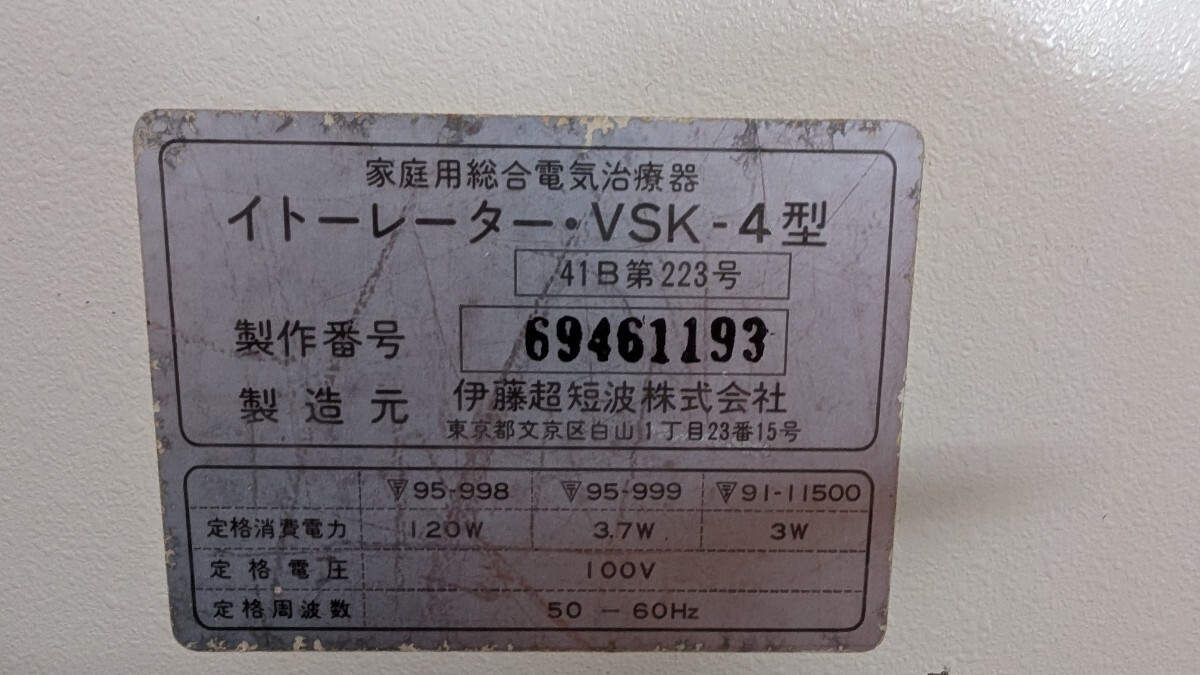 家庭用総合電気治療器
イトーレーター・VSK-4型
41B第223号
製作番号 69461193
製造元 伊藤超短波株式会社
東京都文京区白山1丁目23番15号
95-998 95-999 91-11500
定格消費電力 120W 3.7W 3W
定格電圧 100V
定格周波数 50-60Hz